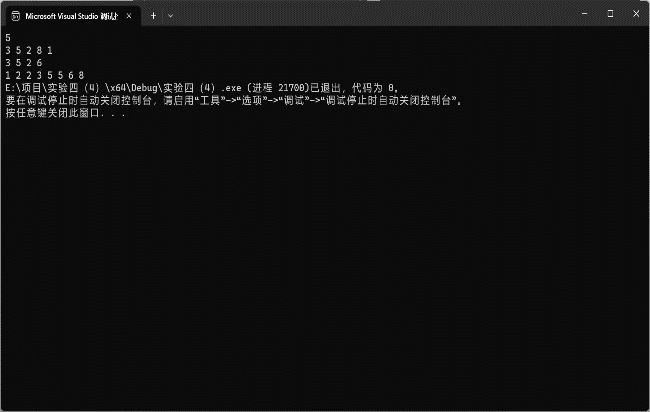 Microsoft Visual Studio 调试控
5
3 5 2 8 1
3 5 2 6
1 2 2 3 5 5 6 8
E:\项目\实验四 (4) \x64\Debug\实验四 (4) .exe (进程 21700)已退出，代码为 0。
要在调试停止时自动关闭控制台，请启用“工具”->“选项”->“调试”->“调试停止时自动关闭控制台”。
按任意键关闭此窗口. . .